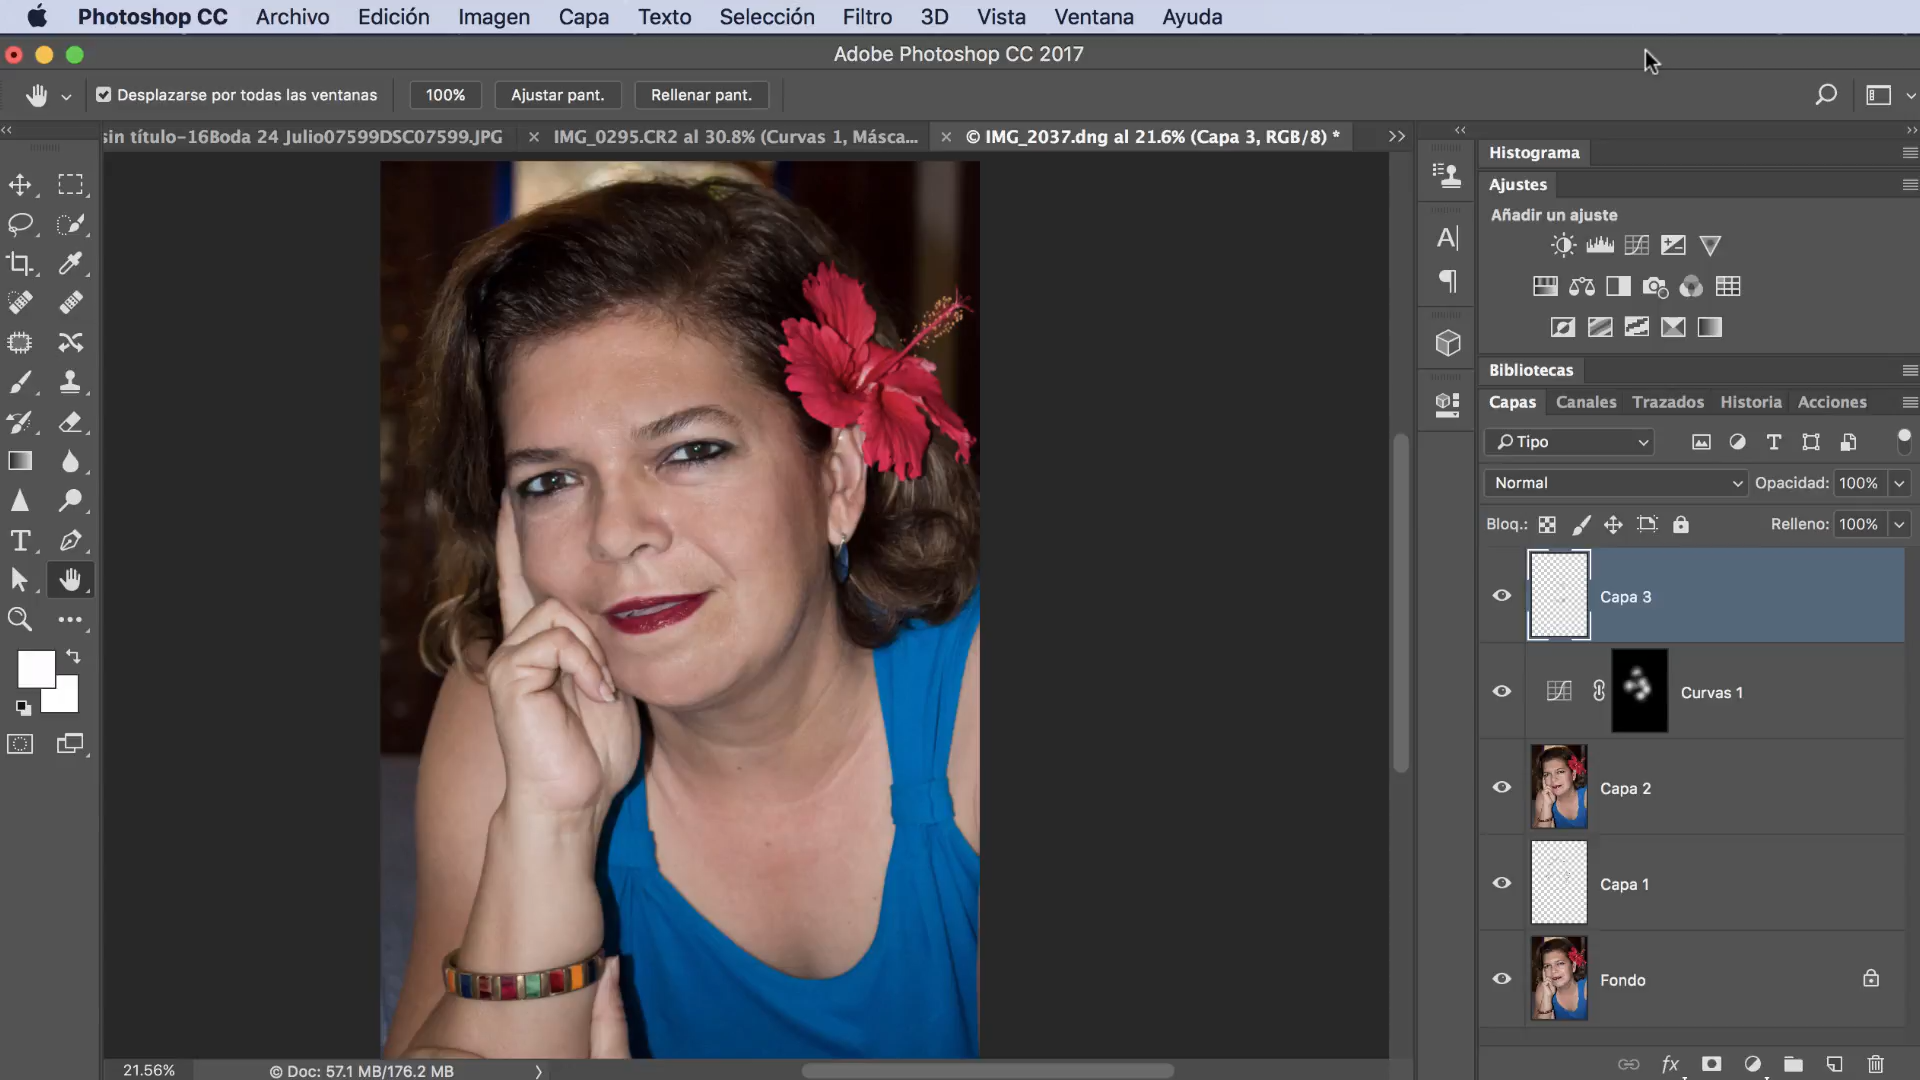 Photoshop CC Archivo Edición Imagen Capa Texto Selección Filtro 3D Vista Ventana Ayuda
Adobe Photoshop CC 2017
Desplazarse por todas las ventanas 100% Ajustar pant. Rellenar pant.
sin título-16Boda 24 Julio07599DSC07599.JPG × IMG_0295.CR2 al 30.8% (Curvas 1, Másca... × © IMG_2037.dng al 21.6% (Capa 3, RGB/8) *
Histograma
Ajustes
Añadir un ajuste
Bibliotecas
Capas Canales Trazados Historia Acciones
Tipo
Normal Opacidad: 100%
Bloq.: Relleno: 100%
Capa 3
Curvas 1
Capa 2
Capa 1
Fondo
21.56% © Doc: 57.1 MB/176.2 MB